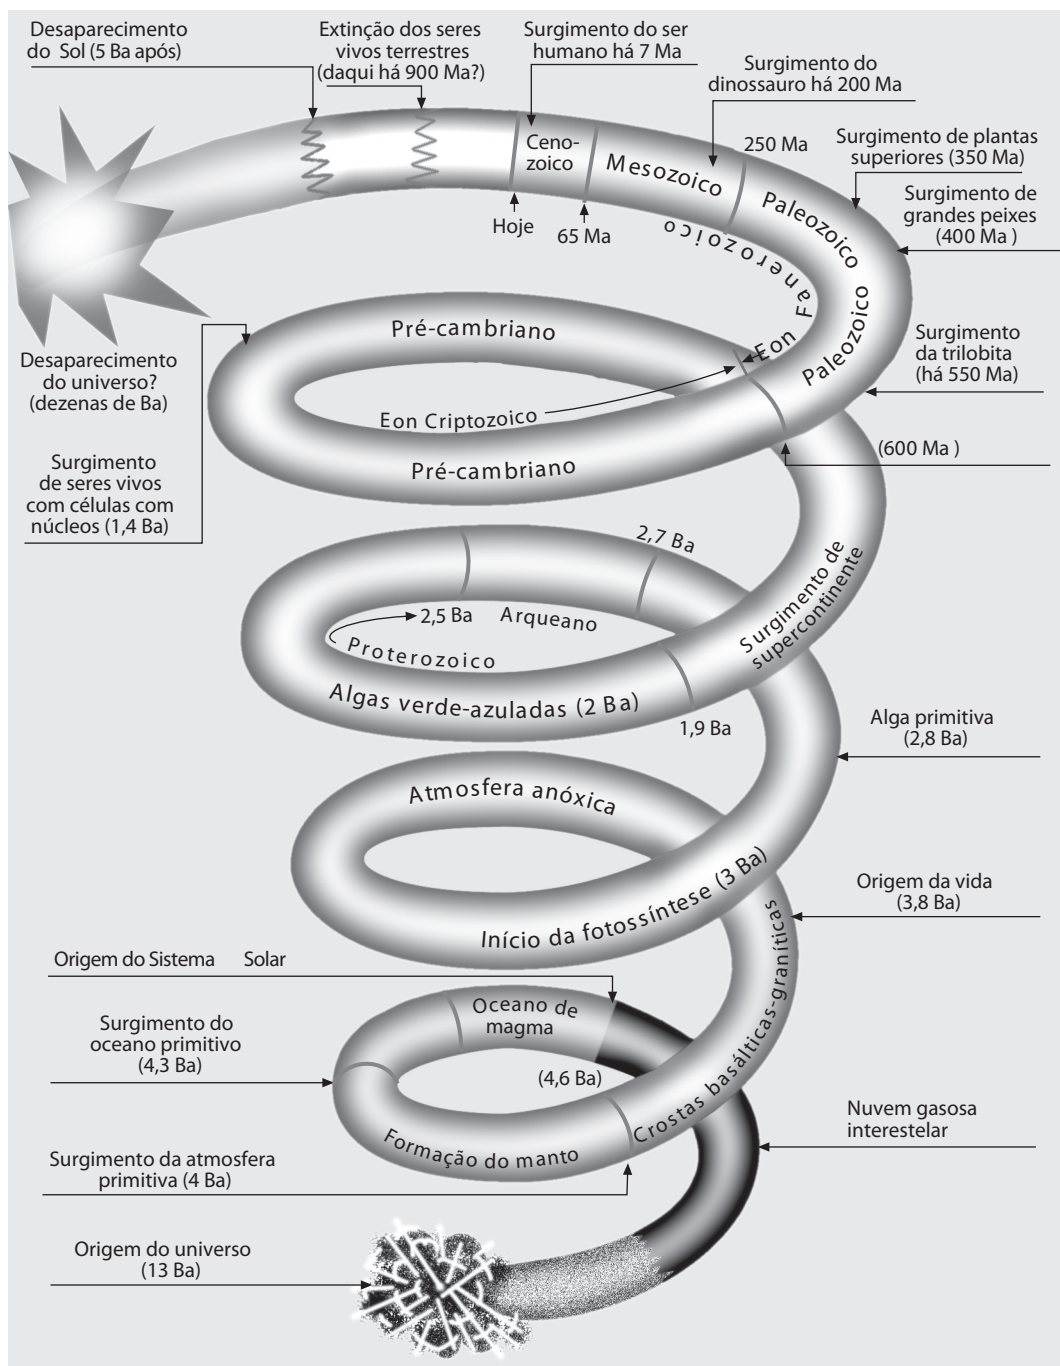 Desaparecimento
do Sol (5 Ba após)
Extinção dos seres
vivos terrestres
(daqui há 900 Ma?)
Surgimento do ser
humano há 7 Ma
Surgimento do
dinossauro há 200 Ma
Surgimento de plantas
superiores (350 Ma)
Surgimento de
grandes peixes
(400 Ma )
Ceno-
zoico
Mesozoico
250 Ma
Paleozoico
Paleozoico
Hoje
65 Ma
Eon Fanerozoico
Surgimento
da trilobita
(há 550 Ma)
(600 Ma )
Desaparecimento
do universo?
(dezenas de Ba)
Pré-cambriano
Eon Criptozoico
Pré-cambriano
Surgimento
de seres vivos
com células com
núcleos (1,4 Ba)
2,7 Ba
2,5 Ba
Arqueano
Proterozoico
Algas verde-azuladas (2 Ba)
1,9 Ba
Surgimento de
supercontinente
Alga primitiva
(2,8 Ba)
Atmosfera anóxica
Início da fotossíntese (3 Ba)
Origem da vida
(3,8 Ba)
Origem do Sistema Solar
Surgimento do
oceano primitivo
(4,3 Ba)
Oceano de
magma
(4,6 Ba)
Crostas basálticas-graníticas
Formação do manto
Nuvem gasosa
interestelar
Surgimento da atmosfera
primitiva (4 Ba)
Origem do universo
(13 Ba)